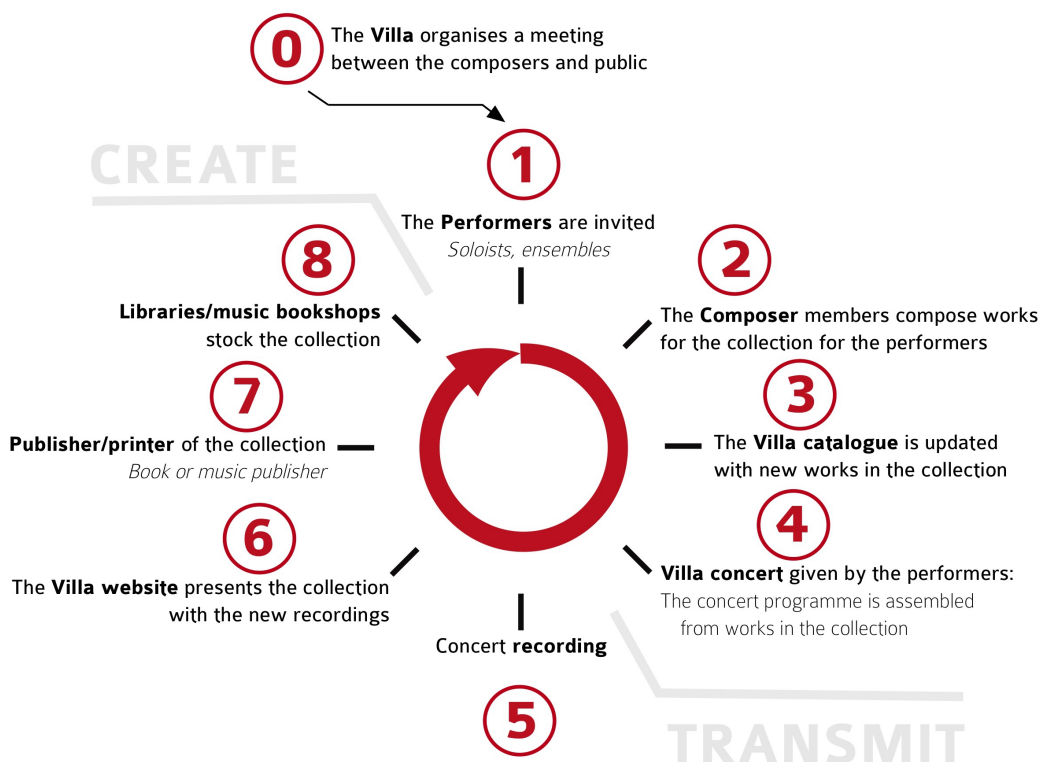 0
The Villa organises a meeting
between the composers and public
CREATE
1
The Performers are invited
Soloists, ensembles
2
The Composer members compose works
for the collection for the performers
3
The Villa catalogue is updated
with new works in the collection
4
Villa concert given by the performers:
The concert programme is assembled
from works in the collection
TRANSMIT
Concert recording
5
6
The Villa website presents the collection
with the new recordings
7
Publisher/printer of the collection
Book or music publisher
8
Libraries/music bookshops
stock the collection